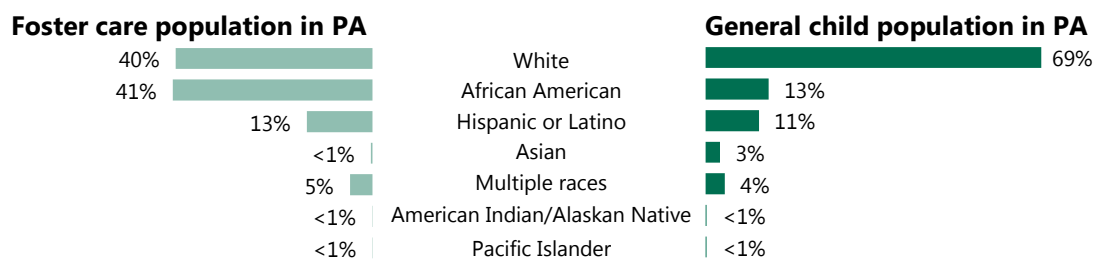 Foster care population in PA General child population in PA
40% White 69%
41% African American 13%
13% Hispanic or Latino 11%
<1% Asian 3%
5% Multiple races 4%
<1% American Indian/Alaskan Native <1%
<1% Pacific Islander <1%